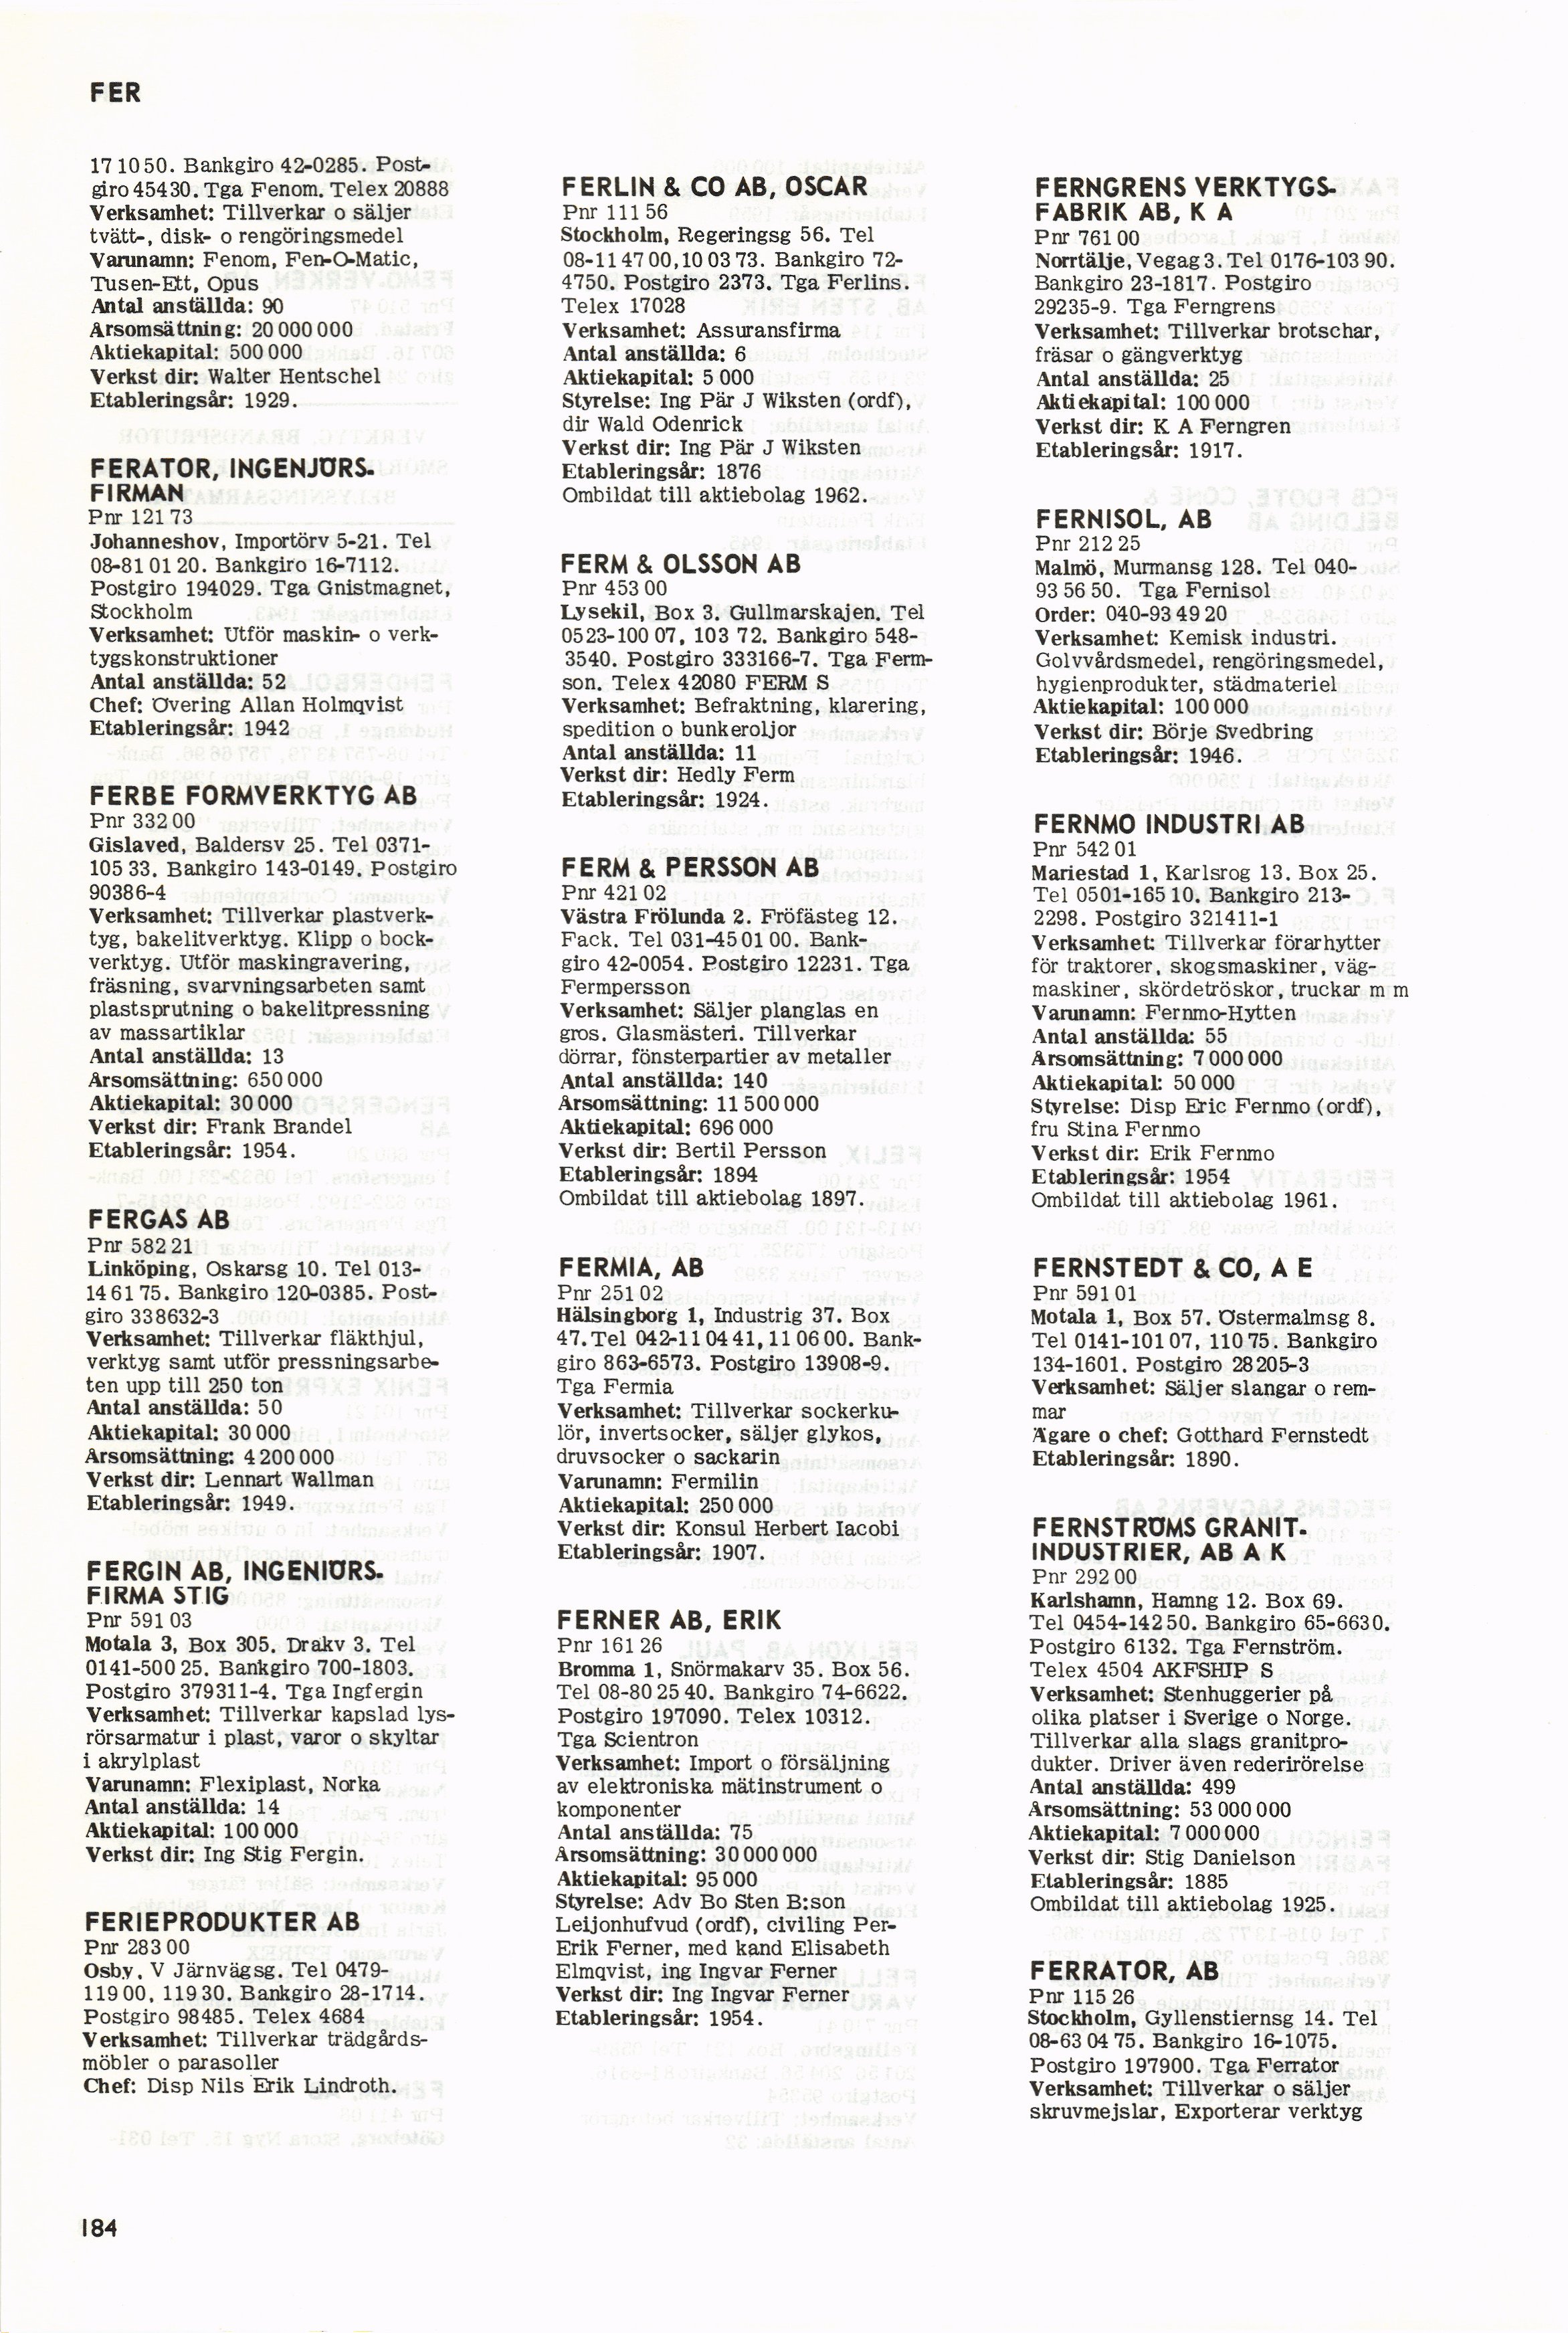 FER
17 10 50. Bankgiro 42-0285. Post-
giro 454 30. Tga Fenom. Telex 20888
Verksamhet: Tillverkar o säljer
tvätt-, disk- o rengöringsmedel
Varunamn: Fenom, Fen-O-Matic,
Tusen-Ett, Opus
Antal anställda: 90
Årsomsättning: 20 000 000
Aktiekapital: 500 000
Verkst dir: Walter Hentschel
Etableringsår: 1929.
FERATOR, INGENJÖRS-
FIRMAN
Pnr 121 73
Johanneshov, Importörv 5-21. Tel
08-81 01 20. Bankgiro 16-7112.
Postgiro 194029. Tga Gnistmagnet,
Stockholm
Verksamhet: Utför maskin- o verk-
tygskonstruktioner
Antal anställda: 52
Chef: Övering Allan Holmqvist
Etableringsår: 1942
FERBE FORMVERKTYG AB
Pnr 332 00
Gislaved, Baldersv 25. Tel 0371-
105 33. Bankgiro 143-0149. Postgiro
90386-4
Verksamhet: Tillverkar plastverk-
tyg, bakelitverktyg. Klipp o bock-
verktyg. Utför maskingravering,
fräsning, svarvningsarbeten samt
plastsprutning o bakelitpressning
av massartiklar
Antal anställda: 13
Årsomsättning: 650 000
Aktiekapital: 30 000
Verkst dir: Frank Brandel
Etableringsår: 1954.
FERGAS AB
Pnr 582 21
Linköping, Oskarsg 10. Tel 013-
14 61 75. Bankgiro 120-0385. Post-
giro 338632-3
Verksamhet: Tillverkar fläkthjul,
verktyg samt utför pressningsarbe-
ten upp till 250 ton
Antal anställda: 50
Aktiekapital: 30 000
Årsomsättning: 4 200 000
Verkst dir: Lennart Wallman
Etableringsår: 1949.
FERGIN AB, INGENIÖRS-
FIRMA STIG
Pnr 591 03
Motala 3, Box 305. Drakv 3. Tel
0141-500 25. Bankgiro 700-1803.
Postgiro 379311-4. Tga Ingfergin
Verksamhet: Tillverkar kapslad lys-
rörsarmatur i plast, varor o skyltar
i akrylplast
Varunamn: Flexiplast, Norka
Antal anställda: 14
Aktiekapital: 100 000
Verkst dir: Ing Stig Fergin.
FERIEPRODUKTER AB
Pnr 283 00
Osby, V Järnvägsg. Tel 0479-
119 00, 119 30. Bankgiro 28-1714.
Postgiro 98485. Telex 4684
Verksamhet: Tillverkar trädgårds-
möbler o parasoller
Chef: Disp Nils Erik Lindroth.
FERLIN & CO AB, OSCAR
Pnr 111 56
Stockholm, Regeringsg 56. Tel
08-11 47 00, 10 03 73. Bankgiro 72-
4750. Postgiro 2373. Tga Ferlins.
Telex 17028
Verksamhet: Assuransfirma
Antal anställda: 6
Aktiekapital: 5 000
Styrelse: Ing Pär J Wiksten (ordf),
dir Wald Odenrick
Verkst dir: Ing Pär J Wiksten
Etableringsår: 1876
Ombildat till aktiebolag 1962.
FERM & OLSSON AB
Pnr 453 00
Lysekil, Box 3. Gullmarskajen. Tel
0523-100 07, 103 72. Bankgiro 548-
3540. Postgiro 333166-7. Tga Ferm-
son. Telex 42080 FERM S
Verksamhet: Befraktning, klarering,
spedition o bunkeroljor
Antal anställda: 11
Verkst dir: Hedly Ferm
Etableringsår: 1924.
FERM & PERSSON AB
Pnr 421 02
Västra Frölunda 2. Fröfästeg 12.
Fack. Tel 031-45 01 00. Bank-
giro 42-0054. Postgiro 12231. Tga
Fermpersson
Verksamhet: Säljer planglas en
gros. Glasmästeri. Tillverkar
dörrar, fönsterpartier av metaller
Antal anställda: 140
Årsomsättning: 11 500 000
Aktiekapital: 696 000
Verkst dir: Bertil Persson
Etableringsår: 1894
Ombildat till aktiebolag 1897.
FERMIA, AB
Pnr 251 02
Hälsingborg 1, Industrig 37. Box
47. Tel 042-11 04 41, 11 06 00. Bank-
giro 863-6573. Postgiro 13908-9.
Tga Fermia
Verksamhet: Tillverkar sockerku-
lör, invertsocker, säljer glykos,
druvsocker o sackarin
Varunamn: Fermilin
Aktiekapital: 250 000
Verkst dir: Konsul Herbert Iacobi
Etableringsår: 1907.
FERNER AB, ERIK
Pnr 161 26
Bromma 1, Snörmakarv 35. Box 56.
Tel 08-80 25 40. Bankgiro 74-6622.
Postgiro 197090. Telex 10312.
Tga Scientron
Verksamhet: Import o försäljning
av elektroniska mätinstrument o
komponenter
Antal anställda: 75
Årsomsättning: 30 000 000
Aktiekapital: 95 000
Styrelse: Adv Bo Sten B:son
Leijonhufvud (ordf), civiling Per-
Erik Ferner, med kand Elisabeth
Elmqvist, ing Ingvar Ferner
Verkst dir: Ing Ingvar Ferner
Etableringsår: 1954.
FERNGRENS VERKTYGS-
FABRIK AB, K A
Pnr 761 00
Norrtälje, Vegag 3. Tel 0176-103 90.
Bankgiro 23-1817. Postgiro
29235-9. Tga Ferngrens
Verksamhet: Tillverkar brotschar,
fräsar o gängverktyg
Antal anställda: 25
Aktiekapital: 100 000
Verkst dir: K A Ferngren
Etableringsår: 1917.
FERNISOL, AB
Pnr 212 25
Malmö, Murmansg 128. Tel 040-
93 56 50. Tga Fernisol
Order: 040-93 49 20
Verksamhet: Kemisk industri.
Golvvårdsmedel, rengöringsmedel,
hygienprodukter, städmateriel
Aktiekapital: 100 000
Verkst dir: Börje Svedbring
Etableringsår: 1946.
FERNMO INDUSTRI AB
Pnr 542 01
Mariestad 1, Karlsrog 13. Box 25.
Tel 0501-165 10. Bankgiro 213-
2298. Postgiro 321411-1
Verksamhet: Tillverkar förarhytter
för traktorer, skogsmaskiner, väg-
maskiner, skördetröskor, truckar m m
Varunamn: Fernmo-Hytten
Antal anställda: 55
Årsomsättning: 7 000 000
Aktiekapital: 50 000
Styrelse: Disp Eric Fernmo (ordf),
fru Stina Fernmo
Verkst dir: Erik Fernmo
Etableringsår: 1954
Ombildat till aktiebolag 1961.
FERNSTEDT & CO, A E
Pnr 591 01
Motala 1, Box 57. Östermalmsg 8.
Tel 0141-101 07, 110 75. Bankgiro
134-1601. Postgiro 28205-3
Verksamhet: Säljer slangar o rem-
mar
Ägare o chef: Gotthard Fernstedt
Etableringsår: 1890.
FERNSTRÖMS GRANIT-
INDUSTRIER, AB A K
Pnr 292 00
Karlshamn, Hamng 12. Box 69.
Tel 0454-142 50. Bankgiro 65-6630.
Postgiro 6132. Tga Fernström.
Telex 4504 AKFSHIP S
Verksamhet: Stenhuggerier på
olika platser i Sverige o Norge.
Tillverkar alla slags granitpro-
dukter. Driver även rederirörelse
Antal anställda: 499
Årsomsättning: 53 000 000
Aktiekapital: 7 000 000
Verkst dir: Stig Danielson
Etableringsår: 1885
Ombildat till aktiebolag 1925.
FERRATOR, AB
Pnr 115 26
Stockholm, Gyllenstiernsg 14. Tel
08-63 04 75. Bankgiro 16-1075.
Postgiro 197900. Tga Ferrator
Verksamhet: Tillverkar o säljer
skruvmejslar, Exporterar verktyg
184